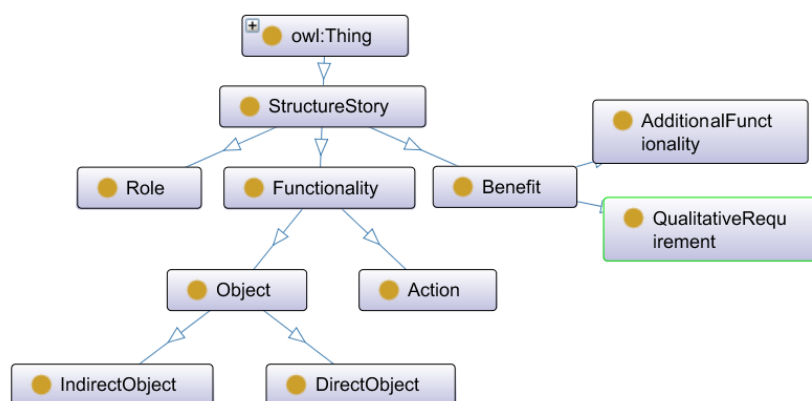 owl:Thing
StructureStory
AdditionalFunct
ionality
Role
Functionality
Benefit
QualitativeRequ
irement
Object
Action
IndirectObject
DirectObject